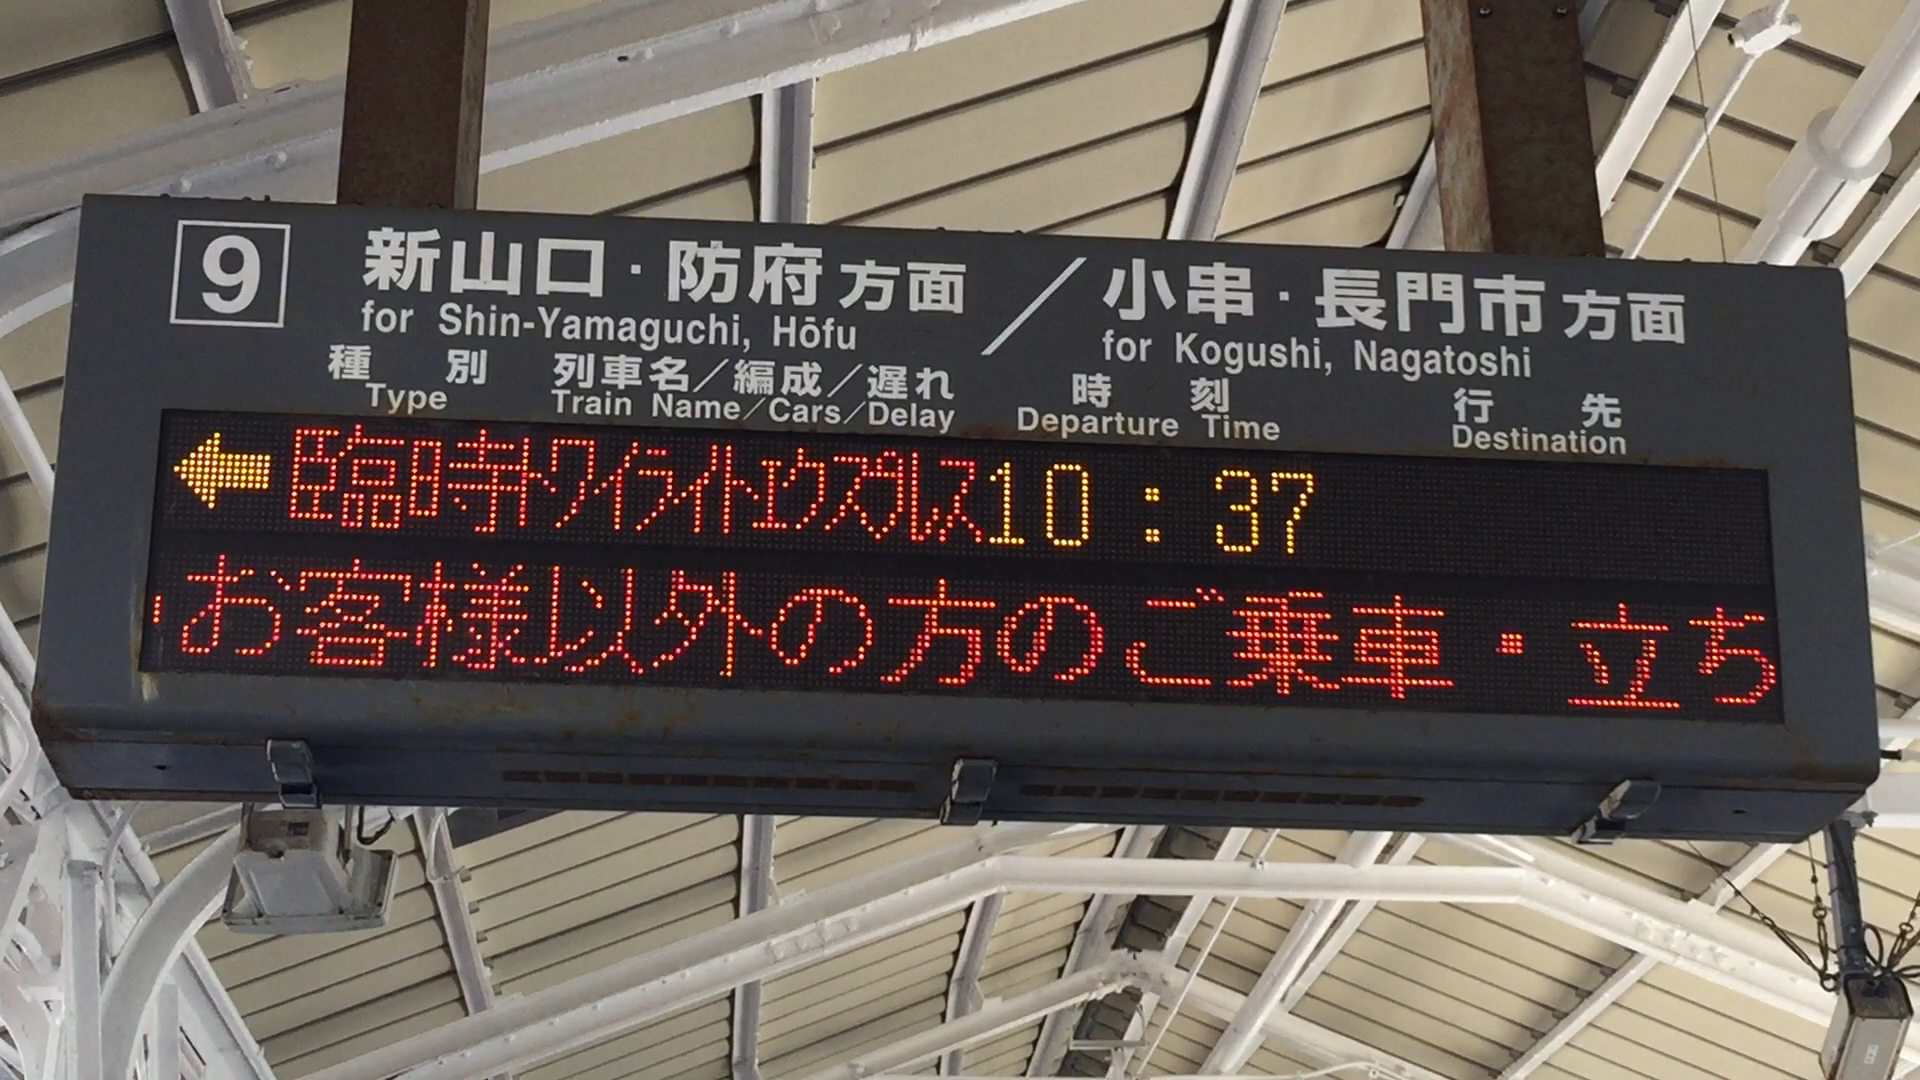 9 新山口・防府方面／小串・長門市方面
for Shin-Yamaguchi, Hōfu for Kogushi, Nagatoshi
種別 列車名／編成／遅れ 時刻 行先
Type Train Name／Cars／Delay Departure Time Destination
←臨時ﾄﾜｲﾗｲﾄｴｸｽﾌﾟﾚｽ10:37
お客様以外の方のご乗車・立ち